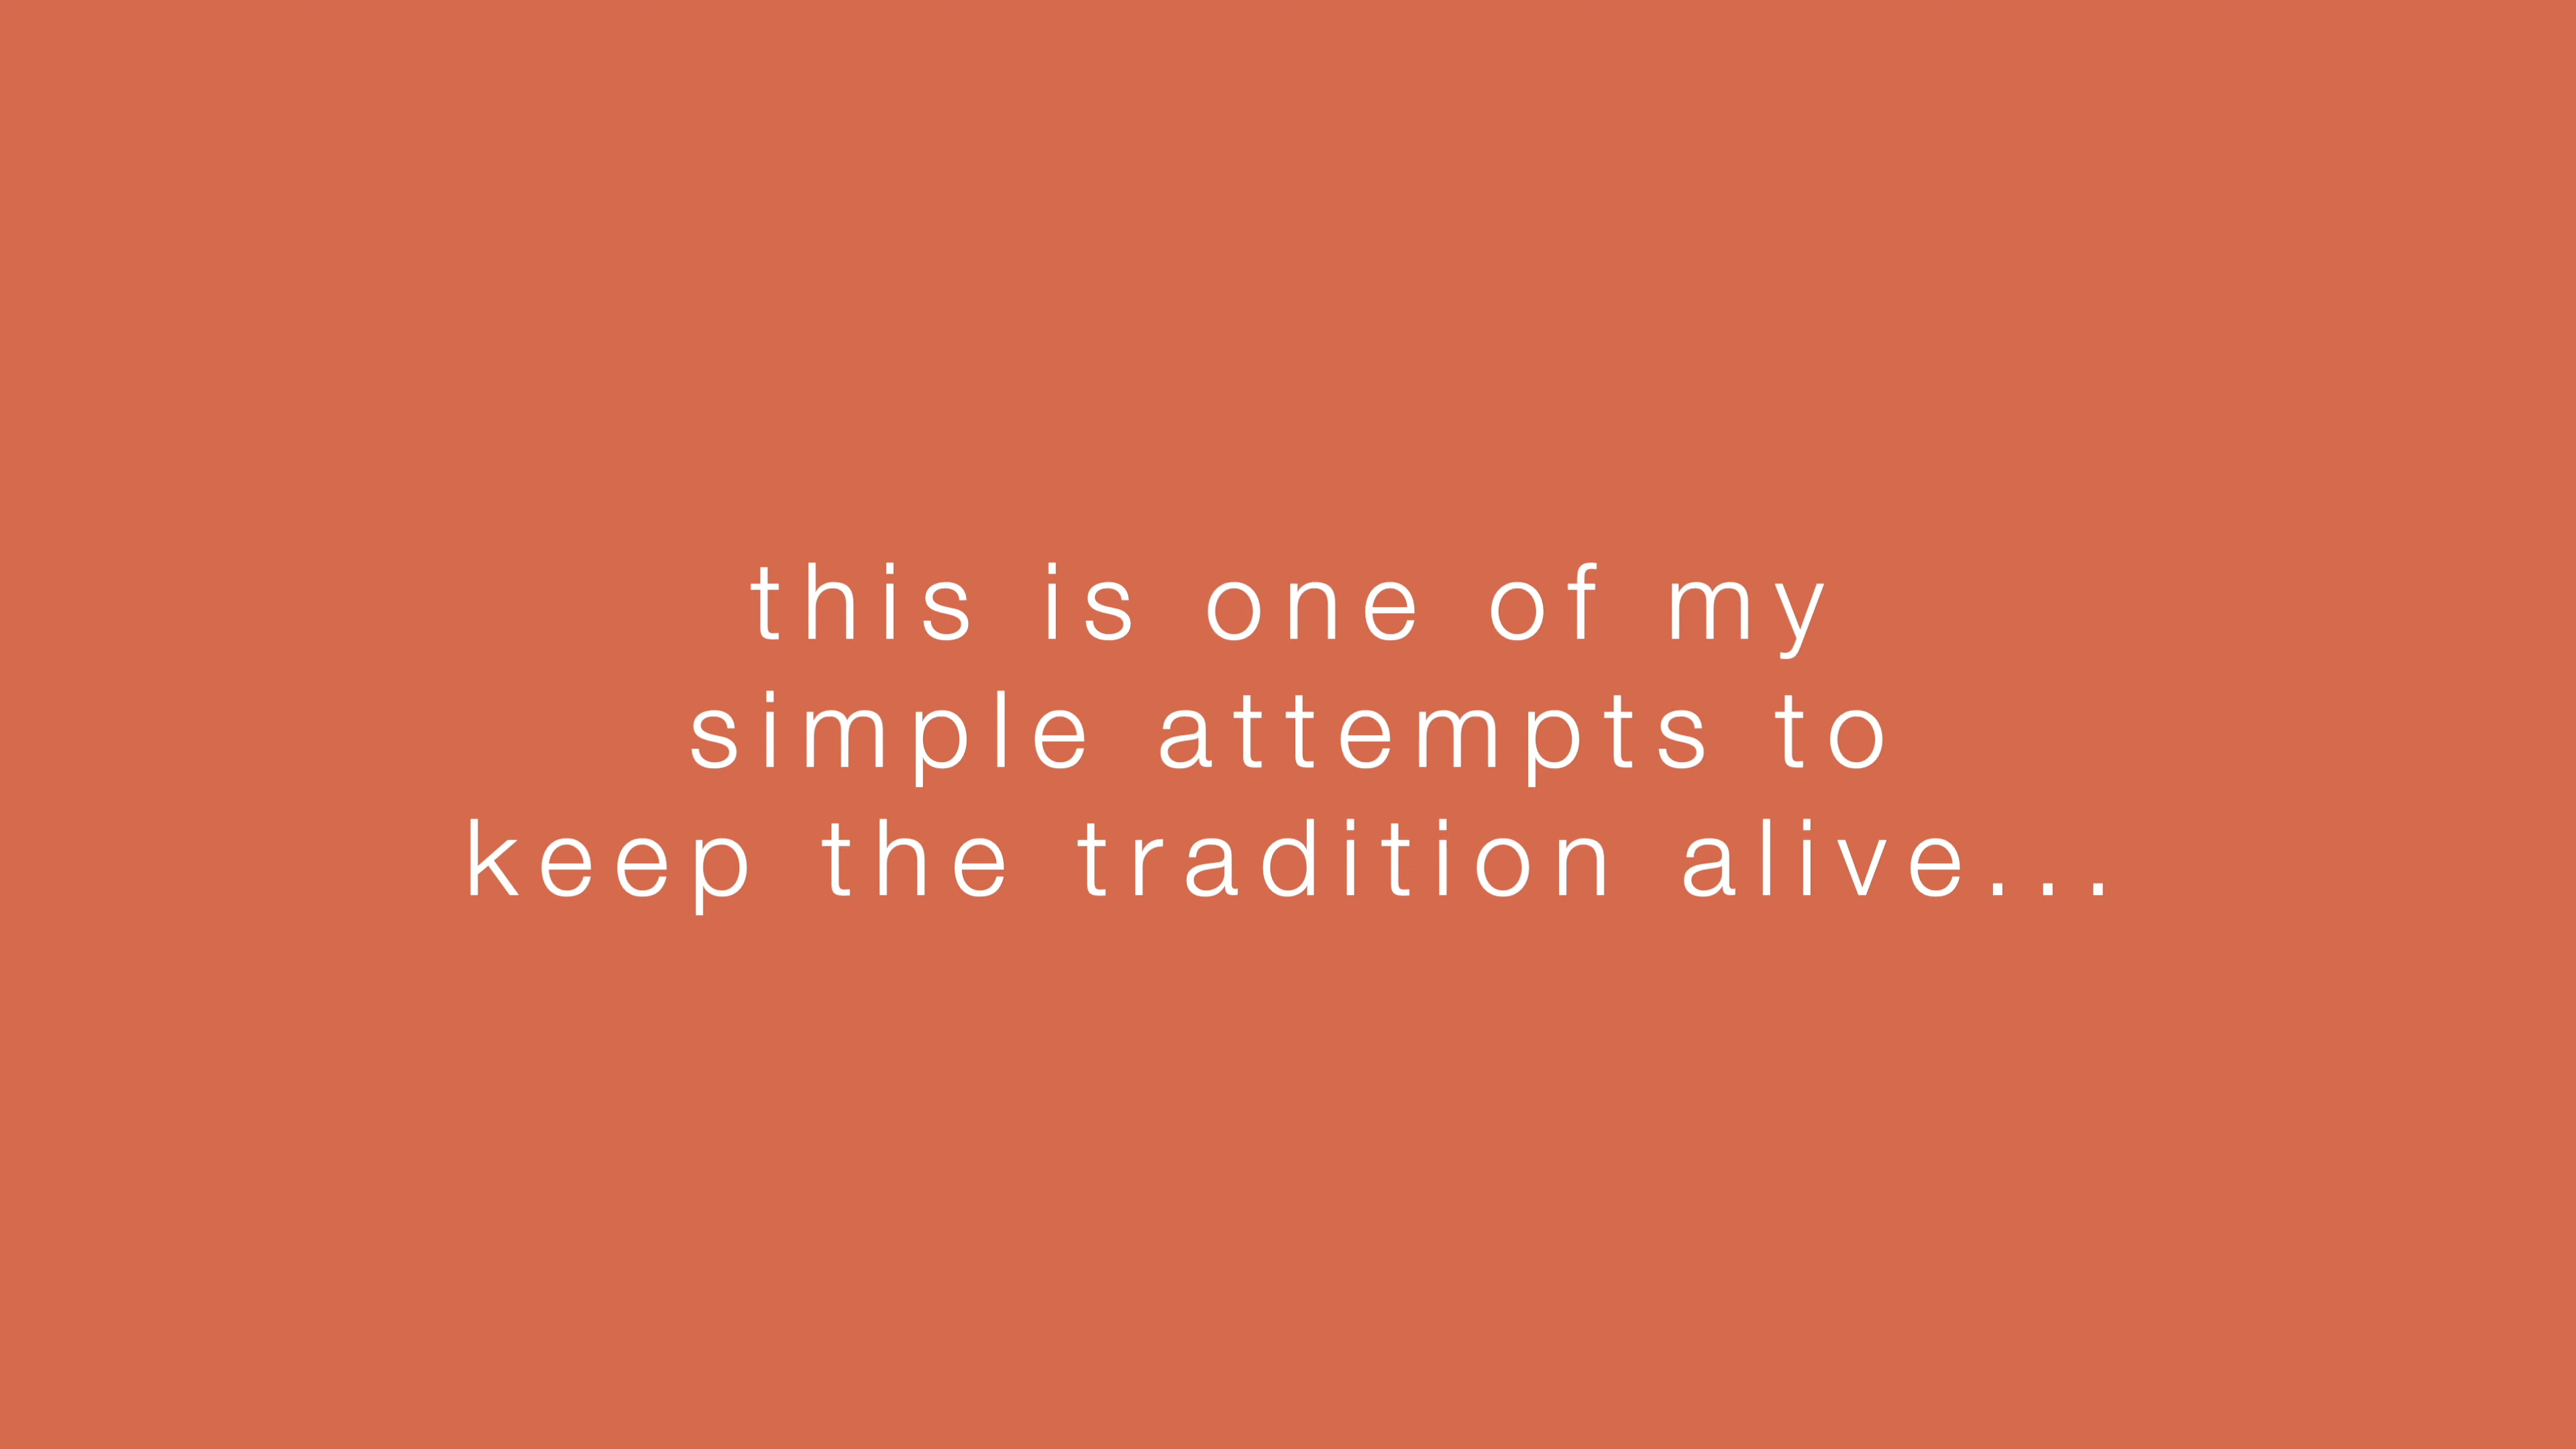 this is one of my
simple attempts to
keep the tradition alive...